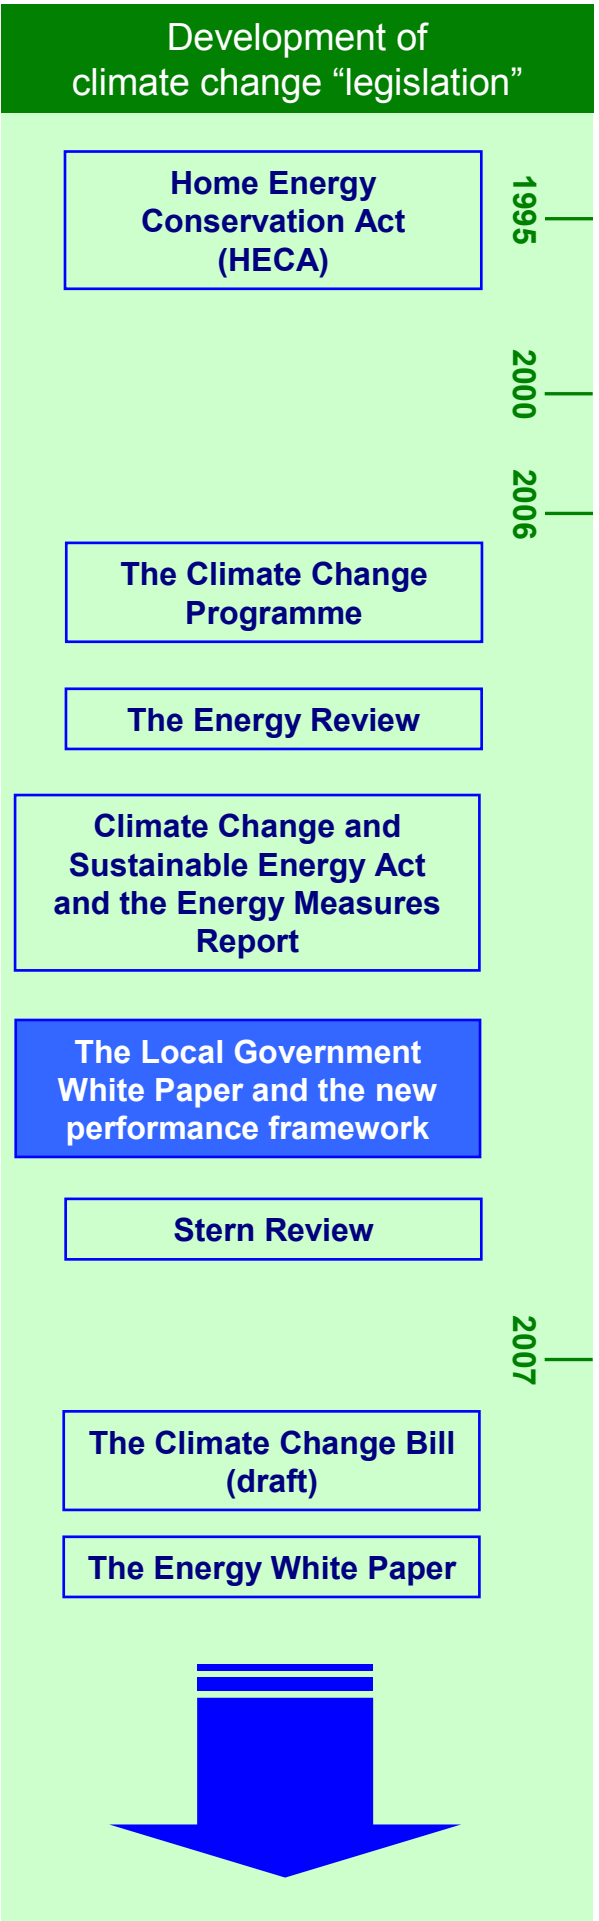 Development of
climate change “legislation”
Home Energy
Conservation Act
(HECA)
1995
2000
2006
The Climate Change
Programme
The Energy Review
Climate Change and
Sustainable Energy Act
and the Energy Measures
Report
The Local Government
White Paper and the new
performance framework
Stern Review
2007
The Climate Change Bill
(draft)
The Energy White Paper